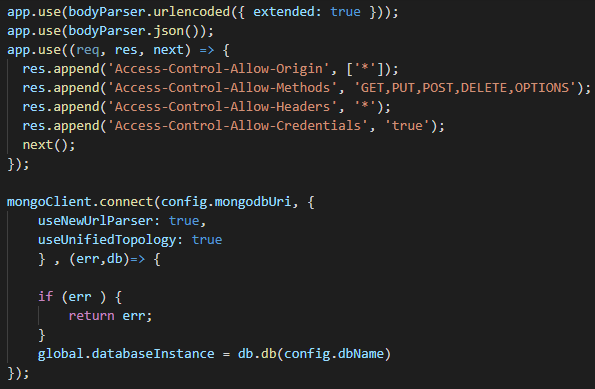 app.use(bodyParser.urlencoded({ extended: true }));
app.use(bodyParser.json());
app.use((req, res, next) => {
  res.append('Access-Control-Allow-Origin', ['*']);
  res.append('Access-Control-Allow-Methods', 'GET,PUT,POST,DELETE,OPTIONS');
  res.append('Access-Control-Allow-Headers', '*');
  res.append('Access-Control-Allow-Credentials', 'true');
  next();
});

mongoClient.connect(config.mongodbUri, {
    useNewUrlParser: true,
    useUnifiedTopology: true
    } , (err,db)=> {

    if (err ) {
        return err;
    }
    global.databaseInstance = db.db(config.dbName)
});